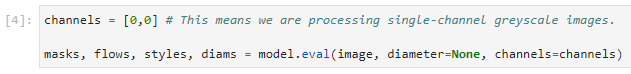 [4]: channels = [0,0] # This means we are processing single-channel greyscale images.
masks, flows, styles, diams = model.eval(image, diameter=None, channels=channels)